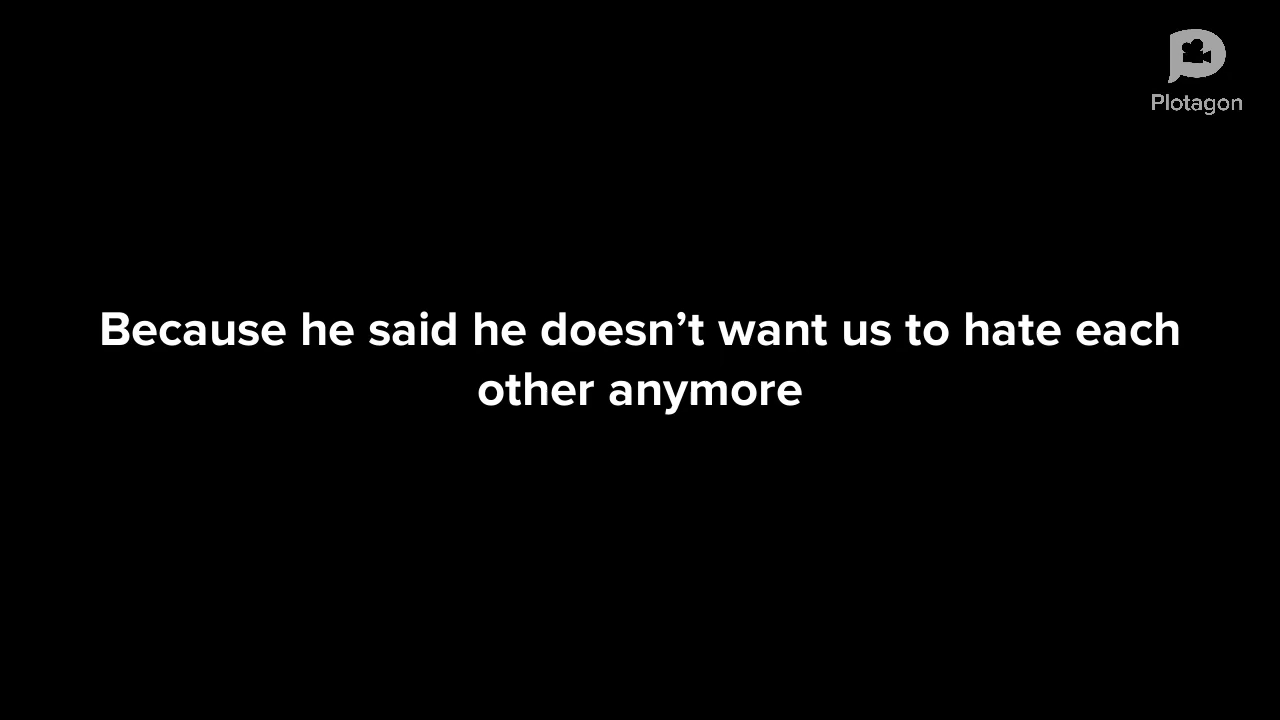 Plotagon
Because he said he doesn’t want us to hate each
other anymore